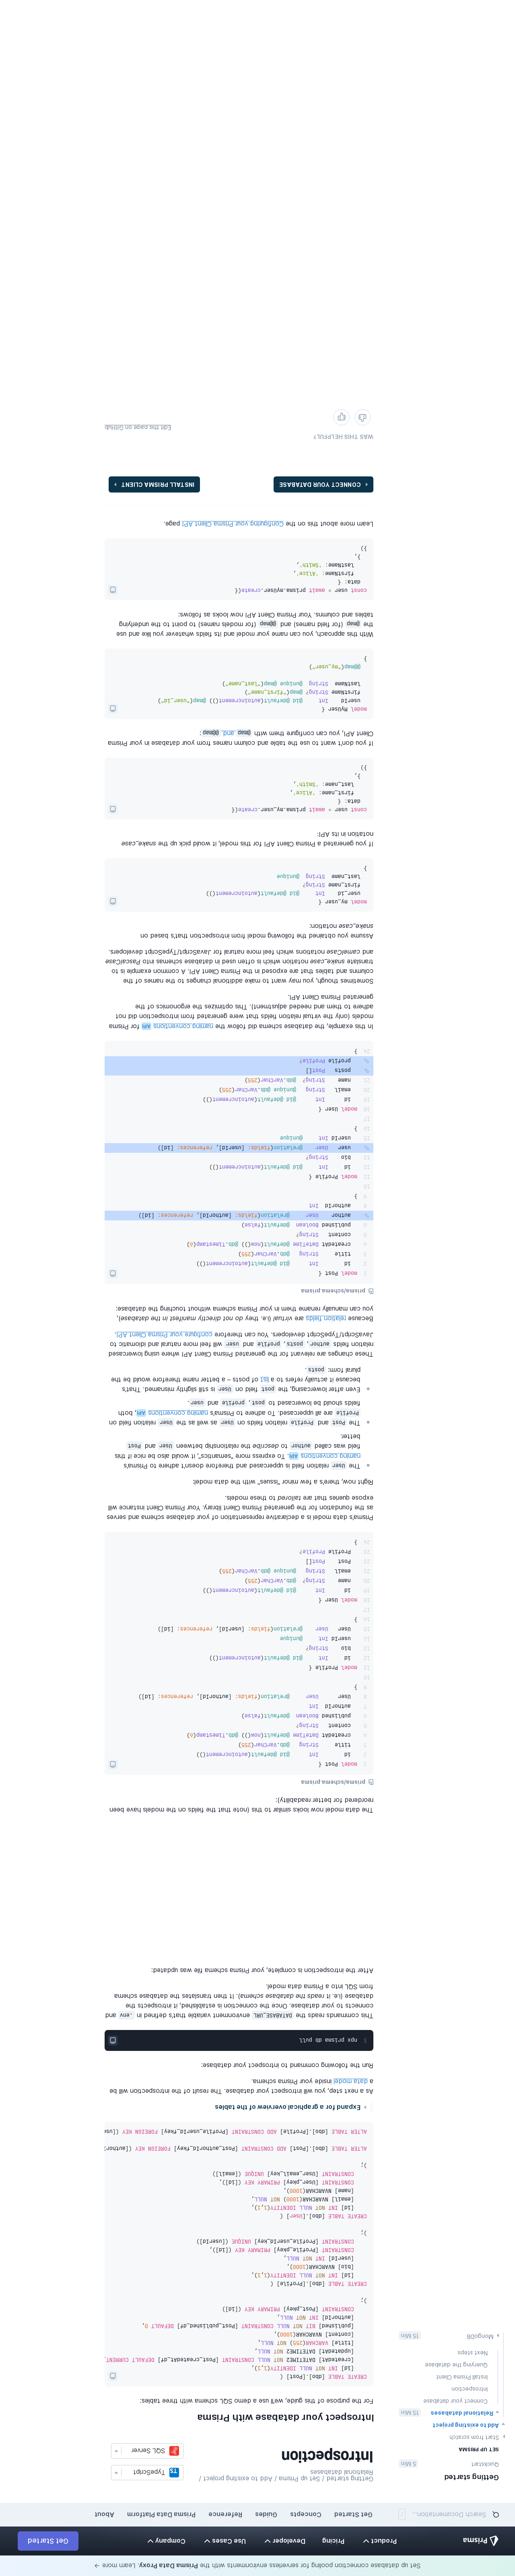 Set up database connection pooling for serverless environments with the Prisma Data Proxy. Learn more →
Prisma
Product
Pricing
Developer
Use Cases
Company
Get Started
Search Documentation...
/
Get Started
Concepts
Guides
Reference
Prisma Data Platform
About
Getting started
Quickstart
5 Min
SET UP PRISMA
Start from scratch
Add to existing project
Relational databases
15 Min
Connect your database
Introspection
Install Prisma Client
Querying the database
Next steps
MongoDB
15 Min
Getting started / Set up Prisma / Add to existing project /
Relational databases
TypeScript
Introspection
SQL Server
Introspect your database with Prisma
For the purpose of this guide, we'll use a demo SQL schema with three tables:
CREATE TABLE [dbo].[Post] (
[id] INT NOT NULL IDENTITY(1,1),
[createdAt] DATETIME2 NOT NULL CONSTRAINT [Post_createdAt_df] DEFAULT CURRENT_
[updatedAt] DATETIME2 NOT NULL,
[title] VARCHAR(255) NOT NULL,
[content] NVARCHAR(1000),
[published] BIT NOT NULL CONSTRAINT [Post_published_df] DEFAULT 0,
[authorId] INT NOT NULL,
CONSTRAINT [Post_pkey] PRIMARY KEY ([id])
);
CREATE TABLE [dbo].[Profile] (
[id] INT NOT NULL IDENTITY(1,1),
[bio] NVARCHAR(1000),
[userId] INT NOT NULL,
CONSTRAINT [Profile_pkey] PRIMARY KEY ([id]),
CONSTRAINT [Profile_userId_key] UNIQUE ([userId])
);
CREATE TABLE [dbo].[User] (
[id] INT NOT NULL IDENTITY(1,1),
[email] NVARCHAR(1000) NOT NULL,
[name] NVARCHAR(1000),
CONSTRAINT [User_pkey] PRIMARY KEY ([id]),
CONSTRAINT [User_email_key] UNIQUE ([email])
);
ALTER TABLE [dbo].[Post] ADD CONSTRAINT [Post_authorId_fkey] FOREIGN KEY ([author
ALTER TABLE [dbo].[Profile] ADD CONSTRAINT [Profile_userId_fkey] FOREIGN KEY ([use
Expand for a graphical overview of the tables
As a next step, you will introspect your database. The result of the introspection will be
a data model inside your Prisma schema.
Run the following command to introspect your database:
1 npx prisma db pull
This commands reads the DATABASE_URL environment variable that's defined in .env and
connects to your database. Once the connection is established, it introspects the
database (i.e. it reads the database schema). It then translates the database schema
from SQL into a Prisma data model.
After the introspection is complete, your Prisma schema file was updated:
The data model now looks similar to this (note that the fields on the models have been
reordered for better readability):
prisma/schema.prisma
1 model Post {
2 id Int @id @default(autoincrement())
3 title String @db.VarChar(255)
4 createdAt DateTime @default(now()) @db.Timestamp(6)
5 content String?
6 published Boolean @default(false)
7 authorId Int
8 User User @relation(fields: [authorId], references: [id])
9 }
10
11 model Profile {
12 id Int @id @default(autoincrement())
13 bio String?
14 userId Int @unique
15 User User @relation(fields: [userId], references: [id])
16 }
17
18 model User {
19 id Int @id @default(autoincrement())
20 name String? @db.VarChar(255)
21 email String @unique @db.VarChar(255)
22 Post Post[]
23 Profile Profile?
24 }
Prisma's data model is a declarative representation of your database schema and serves
as the foundation for the generated Prisma Client library. Your Prisma Client instance will
expose queries that are tailored to these models.
Right now, there's a few minor "issues" with the data model:
The User relation field is uppercased and therefore doesn't adhere to Prisma's
naming conventions API. To express more "semantics", it would also be nice if this
field was called author to describe the relationship between User and Post
better.
The Post and Profile relation fields on User as well as the User relation field on
Profile are all uppercased. To adhere to Prisma's naming conventions API, both
fields should be lowercased to post, profile and user.
Even after lowercasing, the post field on User is still slightly misnamed. That's
because it actually refers to a list of posts – a better name therefore would be the
plural form: posts.
These changes are relevant for the generated Prisma Client API where using lowercased
relation fields author, posts, profile and user will feel more natural and idiomatic to
JavaScript/TypeScript developers. You can therefore configure your Prisma Client API.
Because relation fields are virtual (i.e. they do not directly manifest in the database),
you can manually rename them in your Prisma schema without touching the database:
prisma/schema.prisma
1 model Post {
2 id Int @id @default(autoincrement())
3 title String @db.VarChar(255)
4 createdAt DateTime @default(now()) @db.Timestamp(6)
5 content String?
6 published Boolean @default(false)
7 authorId Int
author User @relation(fields: [authorId], references: [id])
9 }
10
11 model Profile {
12 id Int @id @default(autoincrement())
13 bio String?
user User @relation(fields: [userId], references: [id])
15 userId Int @unique
16 }
17
18 model User {
19 id Int @id @default(autoincrement())
20 email String @unique @db.VarChar(255)
21 name String? @db.VarChar(255)
posts Post[]
profile Profile?
24 }
In this example, the database schema did follow the naming conventions API for Prisma
models (only the virtual relation fields that were generated from introspection did not
adhere to them and needed adjustment). This optimizes the ergonomics of the
generated Prisma Client API.
Sometimes though, you may want to make additional changes to the names of the
columns and tables that are exposed in the Prisma Client API. A common example is to
translate snake_case notation which is often used in database schemas into PascalCase
and camelCase notations which feel more natural for JavaScript/TypeScript developers.
Assume you obtained the following model from introspection that's based on
snake_case notation:
model my_user {
user_id Int @id @default(autoincrement())
first_name String?
last_name String @unique
}
If you generated a Prisma Client API for this model, it would pick up the snake_case
notation in its API:
const user = await prisma.my_user.create({
data: {
first_name: 'Alice',
last_name: 'Smith',
},
})
If you don't want to use the table and column names from your database in your Prisma
Client API, you can configure them with @map and @@map:
model MyUser {
userId Int @id @default(autoincrement()) @map("user_id")
firstName String? @map("first_name")
lastName String @unique @map("last_name")
@@map("my_user")
}
With this approach, you can name your model and its fields whatever you like and use
the @map (for field names) and @@map (for models names) to point to the underlying
tables and columns. Your Prisma Client API now looks as follows:
const user = await prisma.myUser.create({
data: {
firstName: 'Alice',
lastName: 'Smith',
},
})
Learn more about this on the Configuring your Prisma Client API page.
CONNECT YOUR DATABASE
INSTALL PRISMA CLIENT
WAS THIS HELPFUL?
Edit this page on GitHub